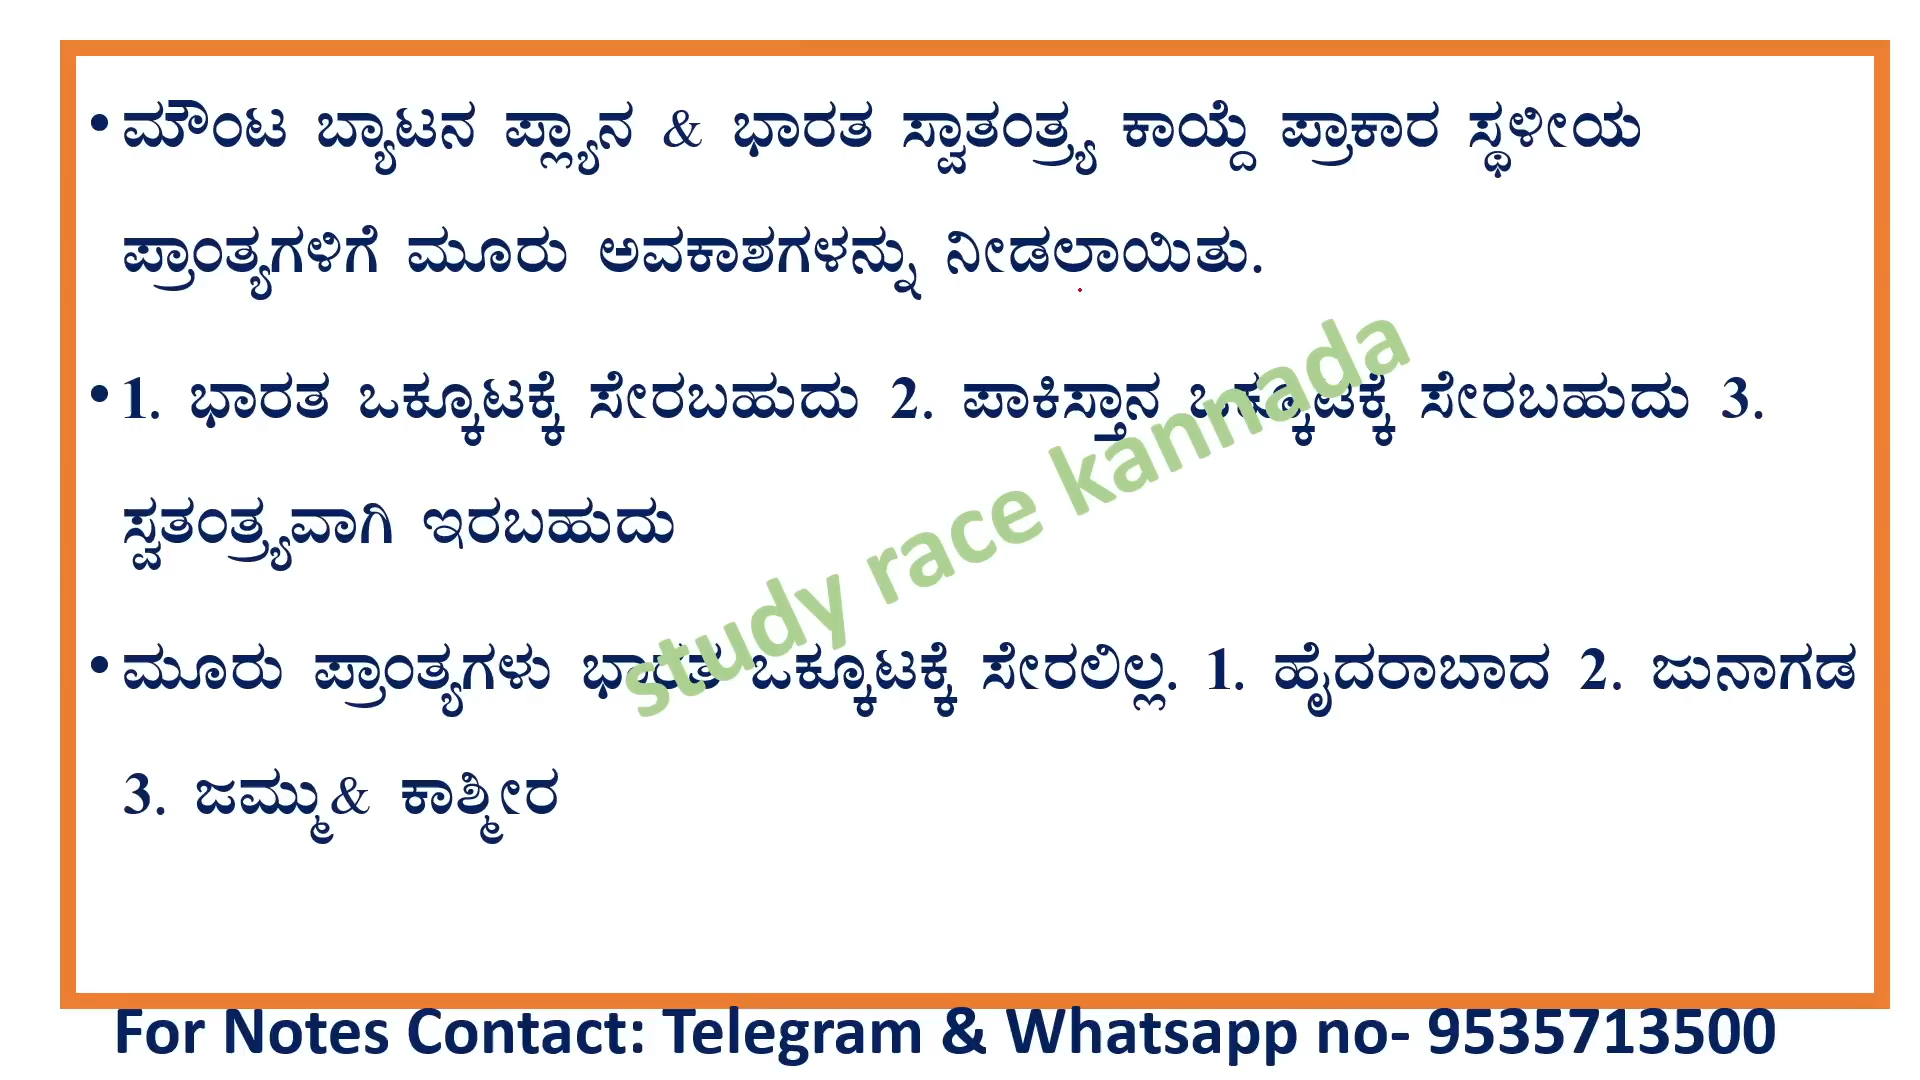 • ಮೌಂಟ ಬ್ಯಾಟನ ಪ್ಲ್ಯಾನ & ಭಾರತ ಸ್ವಾತಂತ್ರ್ಯ ಕಾಯ್ದೆ ಪ್ರಾಕಾರ ಸ್ಥಳೀಯ
ಪ್ರಾಂತ್ಯಗಳಿಗೆ ಮೂರು ಅವಕಾಶಗಳನ್ನು ನೀಡಲಾಯಿತು.
• 1. ಭಾರತ ಒಕ್ಕೂಟಕ್ಕೆ ಸೇರಬಹುದು 2. ಪಾಕಿಸ್ತಾನ ಒಕ್ಕೂಟಕ್ಕೆ ಸೇರಬಹುದು 3.
ಸ್ವತಂತ್ರ್ಯವಾಗಿ ಇರಬಹುದು
• ಮೂರು ಪ್ರಾಂತ್ಯಗಳು ಭಾರತ ಒಕ್ಕೂಟಕ್ಕೆ ಸೇರಲಿಲ್ಲ. 1. ಹೈದರಾಬಾದ 2. ಜುನಾಗಡ
3. ಜಮ್ಮು& ಕಾಶ್ಮೀರ
study race kannada
For Notes Contact: Telegram & Whatsapp no- 9535713500